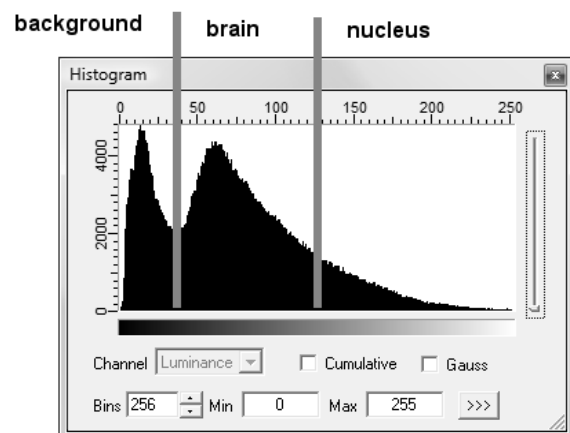 background brain nucleus
Histogram x
0 50 100 150 200 250
4000
2000
0
Channel Luminance Cumulative Gauss
Bins 256 Min 0 Max 255 >>>